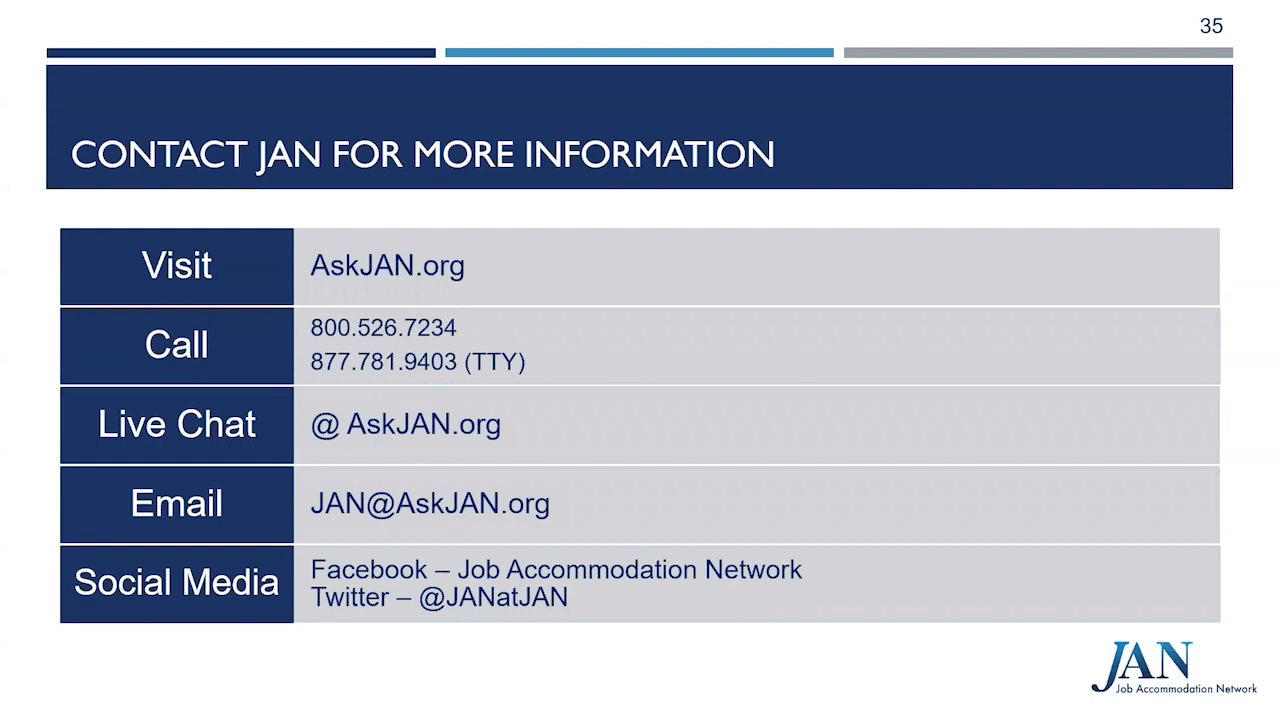 35
CONTACT JAN FOR MORE INFORMATION
Visit
AskJAN.org
Call
800.526.7234
877.781.9403 (TTY)
Live Chat
@ AskJAN.org
Email
JAN@AskJAN.org
Social Media
Facebook – Job Accommodation Network
Twitter – @JANatJAN
JAN
Job Accommodation Network